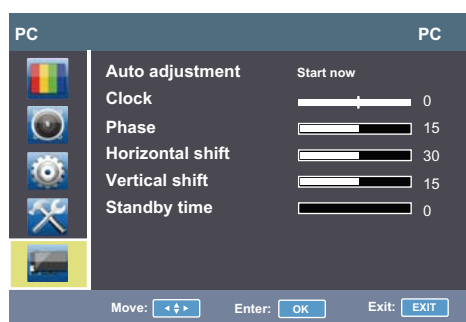 PC PC
Auto adjustment Start now
Clock 0
Phase 15
Horizontal shift 30
Vertical shift 15
Standby time 0
Move: Enter: OK Exit: EXIT